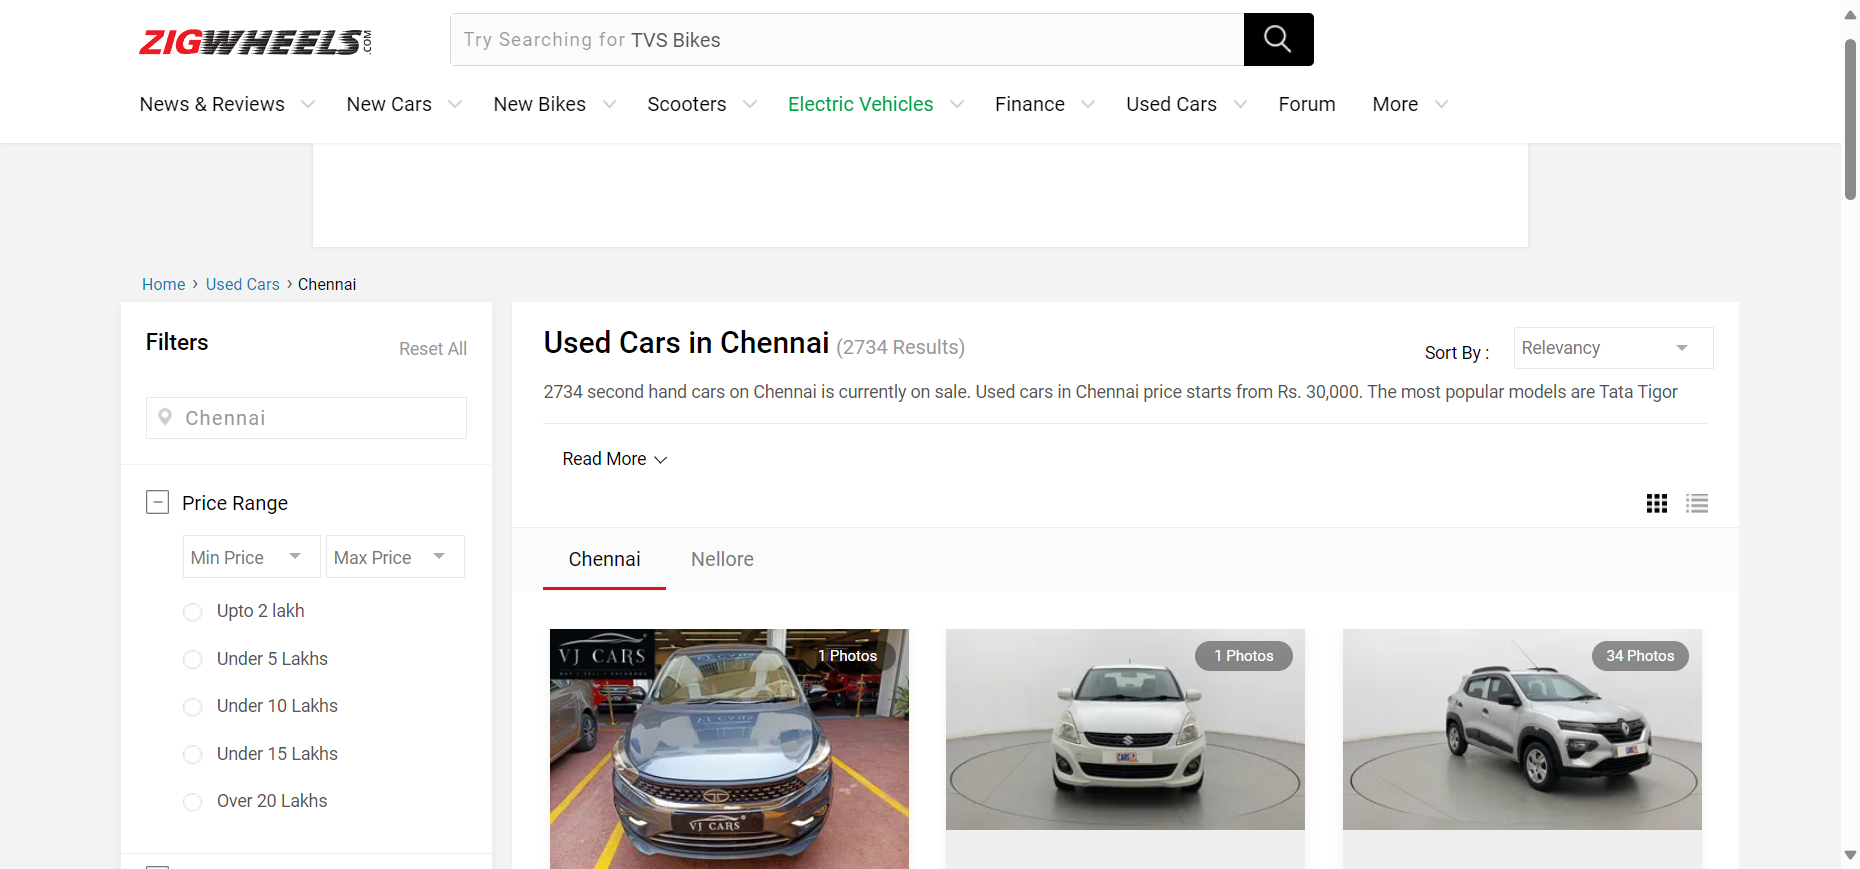 ZIGWHEELS.COM
Try Searching for TVS Bikes
News & Reviews New Cars New Bikes Scooters Electric Vehicles Finance Used Cars Forum More
Home › Used Cars › Chennai
Filters
Reset All
Chennai
Price Range
Min Price Max Price
Upto 2 lakh
Under 5 Lakhs
Under 10 Lakhs
Under 15 Lakhs
Over 20 Lakhs
Used Cars in Chennai (2734 Results)
Sort By : Relevancy
2734 second hand cars on Chennai is currently on sale. Used cars in Chennai price starts from Rs. 30,000. The most popular models are Tata Tigor
Read More
Chennai Nellore
VJ CARS
BUY / SELL / EXCHANGE
1 Photos
VJ CARS
1 Photos
34 Photos